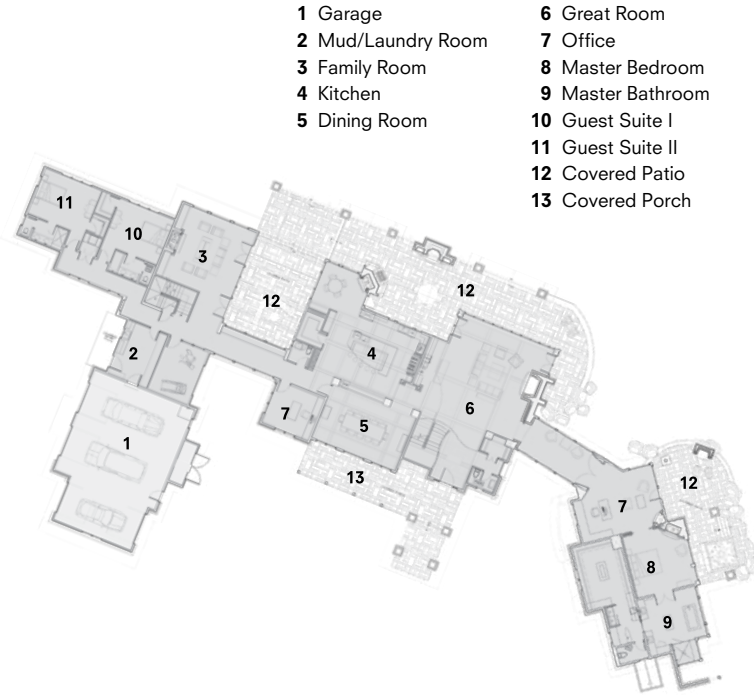 1 Garage
2 Mud/Laundry Room
3 Family Room
4 Kitchen
5 Dining Room
6 Great Room
7 Office
8 Master Bedroom
9 Master Bathroom
10 Guest Suite I
11 Guest Suite II
12 Covered Patio
13 Covered Porch
11
10
3
12
12
2
4
6
7
5
1
13
12
7
8
9